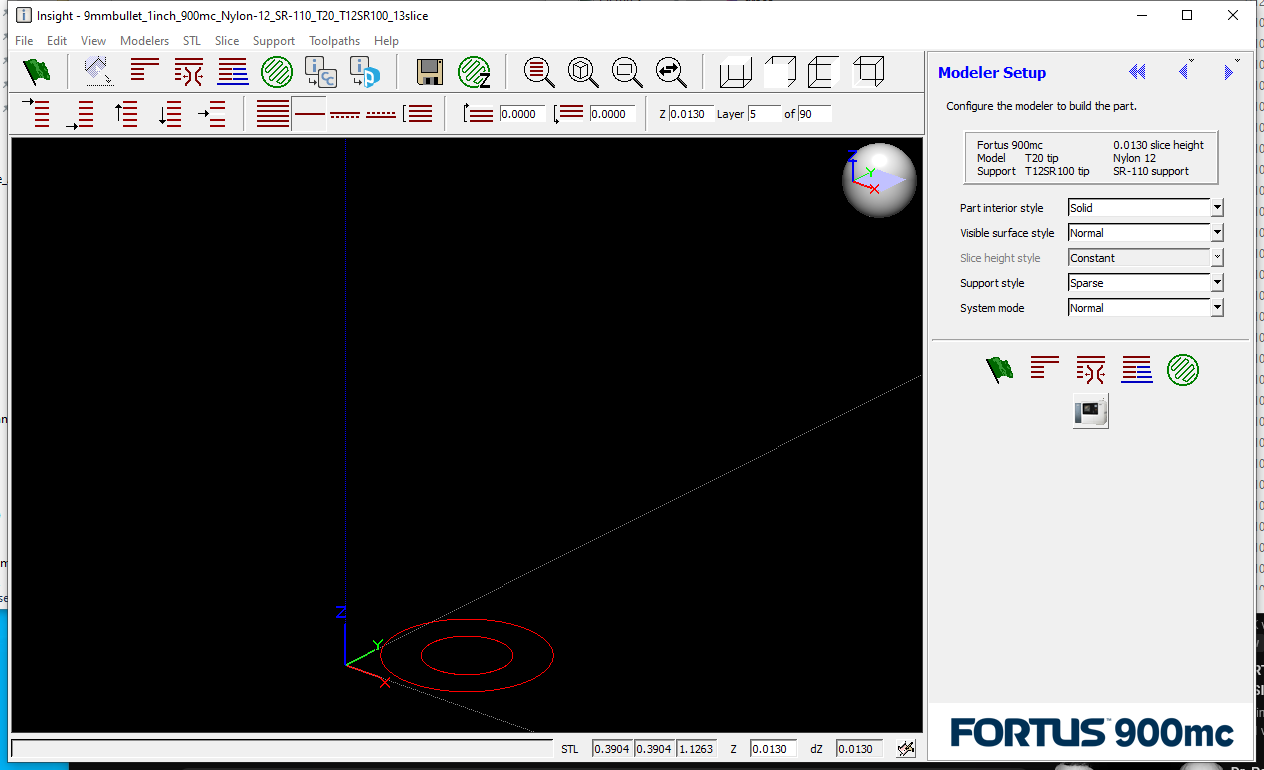 Insight - 9mmbullet_1inch_900mc_Nylon-12_SR-110_T20_T12SR100_13slice
File Edit View Modelers STL Slice Support Toolpaths Help
Modeler Setup
Configure the modeler to build the part.
0.0000 0.0000 Z 0.0130 Layer 5 of 90
Fortus 900mc 0.0130 slice height
Model T20 tip Nylon 12
Support T12SR100 tip SR-110 support
Part interior style Solid
Visible surface style Normal
Slice height style Constant
Support style Sparse
System mode Normal
Z
Y
X
Z
Y
X
FORTUS™ 900mc
STL 0.3904 0.3904 1.1263 Z 0.0130 dZ 0.0130